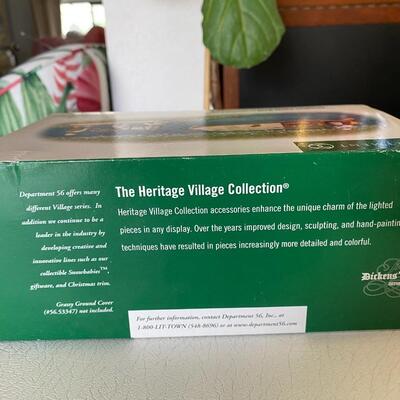 Department 56 offers many
different Village series. In
addition we continue to be a
leader in the industry by
developing creative and
innovative lines such as our
collectible Snowbabies™,
giftware, and Christmas trim.
Grassy Ground Cover
(#56.53347) not included.
The Heritage Village Collection®
Heritage Village Collection accessories enhance the unique charm of the lighted
pieces in any display. Over the years improved design, sculpting, and hand-painting
techniques have resulted in pieces increasingly more detailed and colorful.
Dickens'
For further information, contact Department 56, Inc., at
1-800-LIT-TOWN (548-8696) or at www.department56.com.